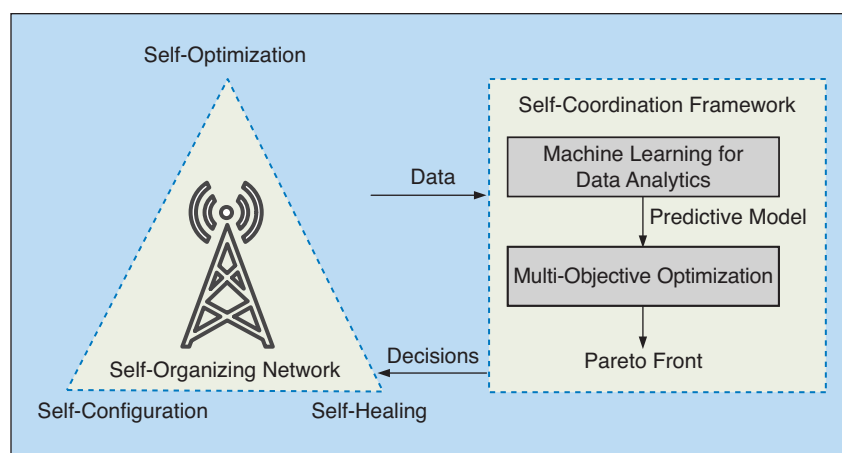 Self-Optimization
Self-Organizing Network
Self-Configuration
Self-Healing
Data
Decisions
Self-Coordination Framework
Machine Learning for
Data Analytics
Predictive Model
Multi-Objective Optimization
Pareto Front